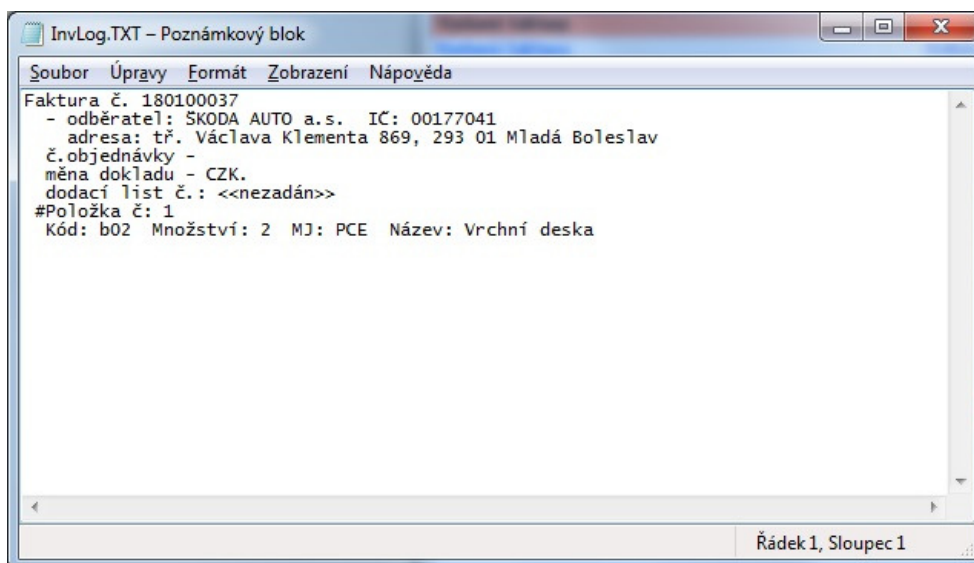 InvLog.TXT – Poznámkový blok
Soubor Úpravy Formát Zobrazení Nápověda
Faktura č. 180100037
- odběratel: ŠKODA AUTO a.s. IČ: 00177041
adresa: tř. Václava Klementa 869, 293 01 Mladá Boleslav
č.objednávky -
měna dokladu - CZK.
dodací list č.: <<nezadán>>
#Položka č: 1
Kód: b02 Množství: 2 MJ: PCE Název: Vrchní deska
Řádek 1, Sloupec 1